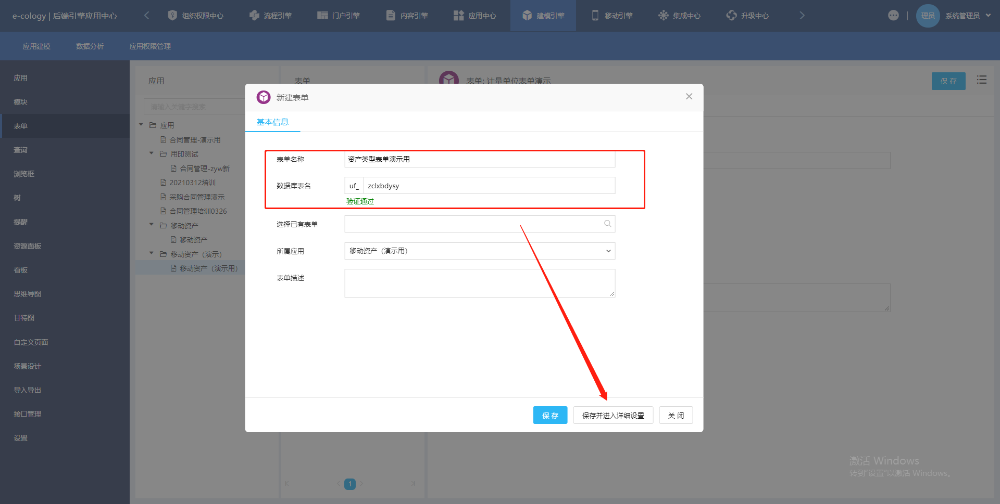 e-cology | 后端引擎应用中心
组织权限中心
流程引擎
门户引擎
内容引擎
应用中心
建模引擎
移动引擎
集成中心
升级中心
理员
系统管理员
应用建模
数据分析
应用权限管理
应用
模块
表单
查询
浏览框
树
提醒
资源面板
看板
思维导图
甘特图
自定义页面
场景设计
导入导出
接口管理
设置
应用
请输入关键字搜索
应用
合同管理-演示用
用印测试
合同管理-zyw新
20210312培训
采购合同管理演示
合同管理培训0326
移动资产
移动资产
移动资产（演示）
移动资产（演示用）
表单
1
表单: 计量单位表单演示
保 存
新建表单
基本信息
表单名称
资产类型表单演示用
数据库表名
uf_
zclxbdysy
验证通过
选择已有表单
所属应用
移动资产（演示用）
表单描述
保 存
保存并进入详细设置
关 闭
激活 Windows
转到"设置"以激活 Windows。